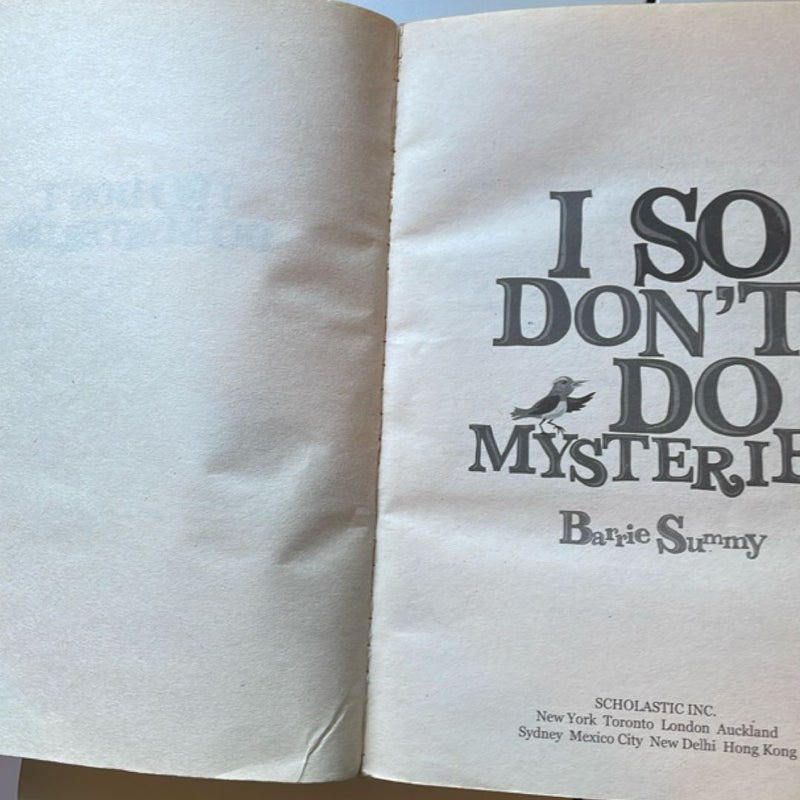 I SO
DON'T
DO
MYSTERIE
Barrie Summy
SCHOLASTIC INC.
New York Toronto London Auckland
Sydney Mexico City New Delhi Hong Kong